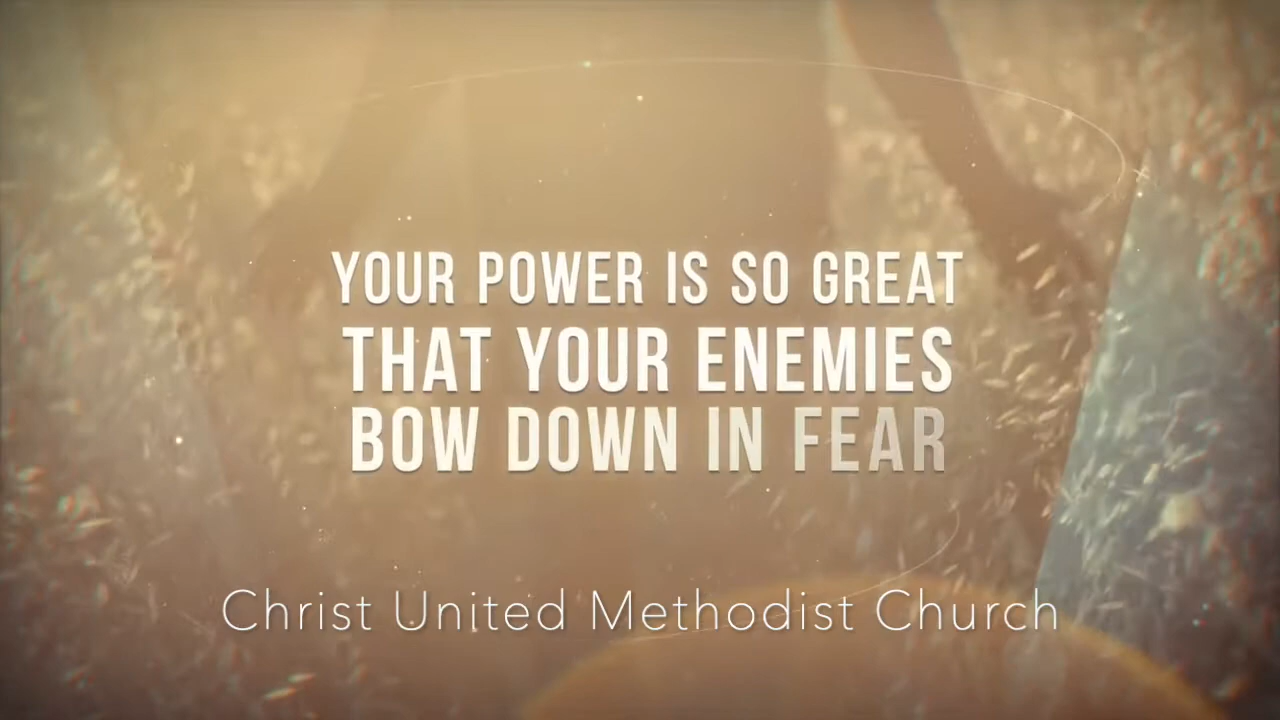 YOUR POWER IS SO GREAT
THAT YOUR ENEMIES
BOW DOWN IN FEAR
Christ United Methodist Church